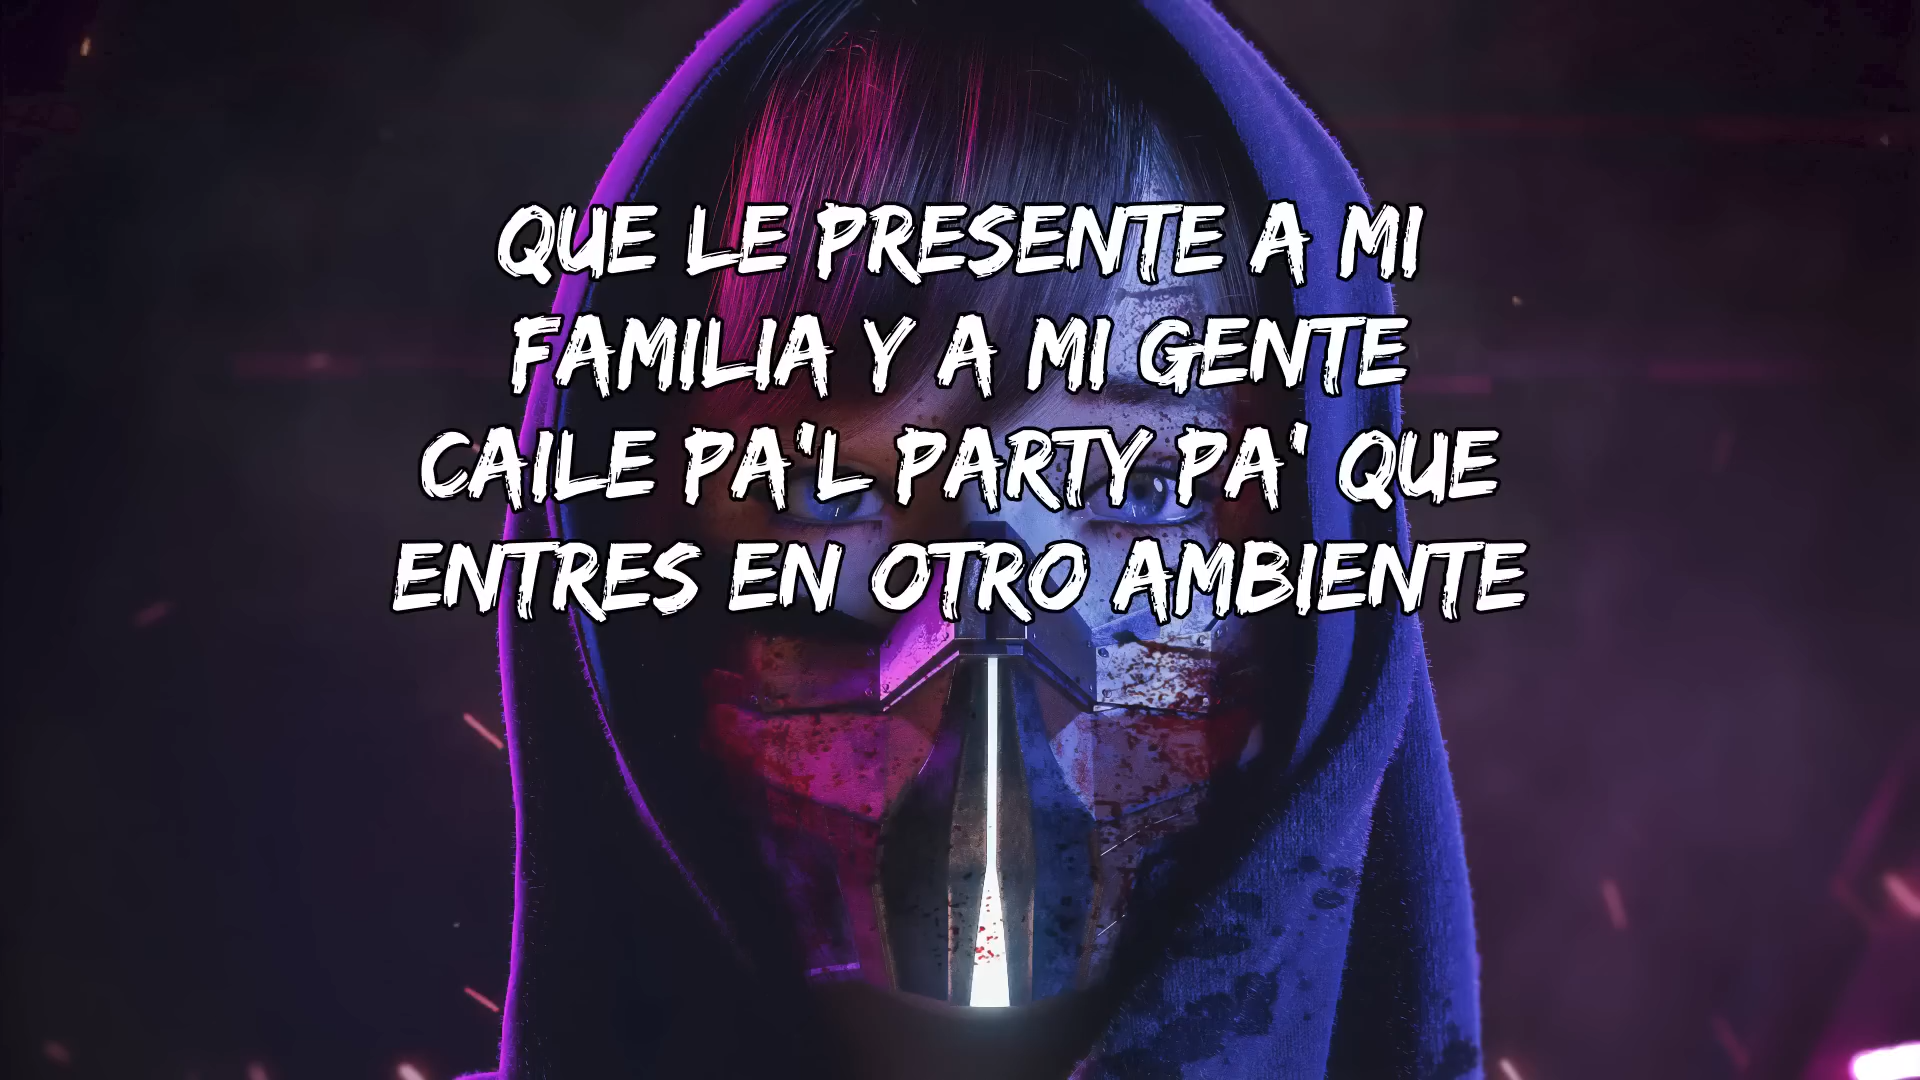 QUE LE PRESENTE A MI
FAMILIA Y A MI GENTE
CAILE PA'L PARTY PA' QUE
ENTRES EN OTRO AMBIENTE